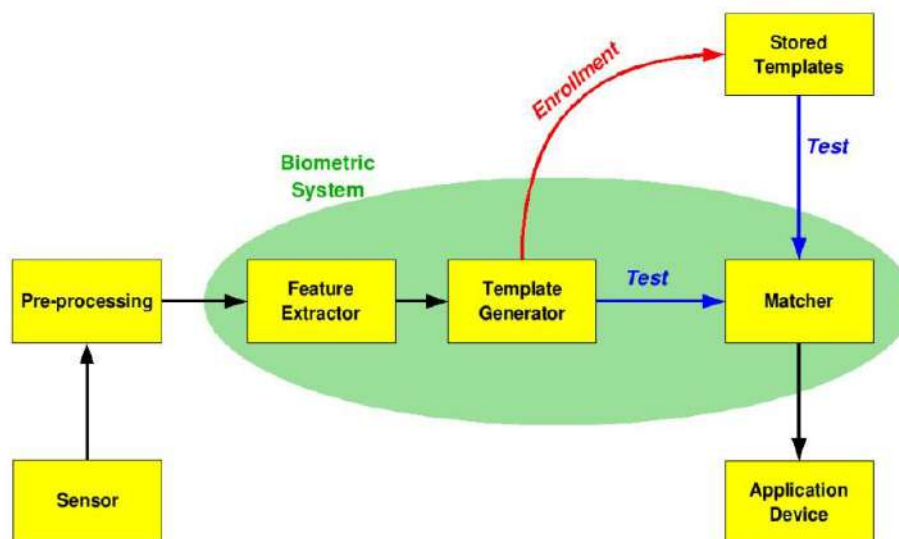 Stored
Templates
Enrollment
Test
Biometric
System
Pre-processing
Feature
Extractor
Template
Generator
Test
Matcher
Sensor
Application
Device